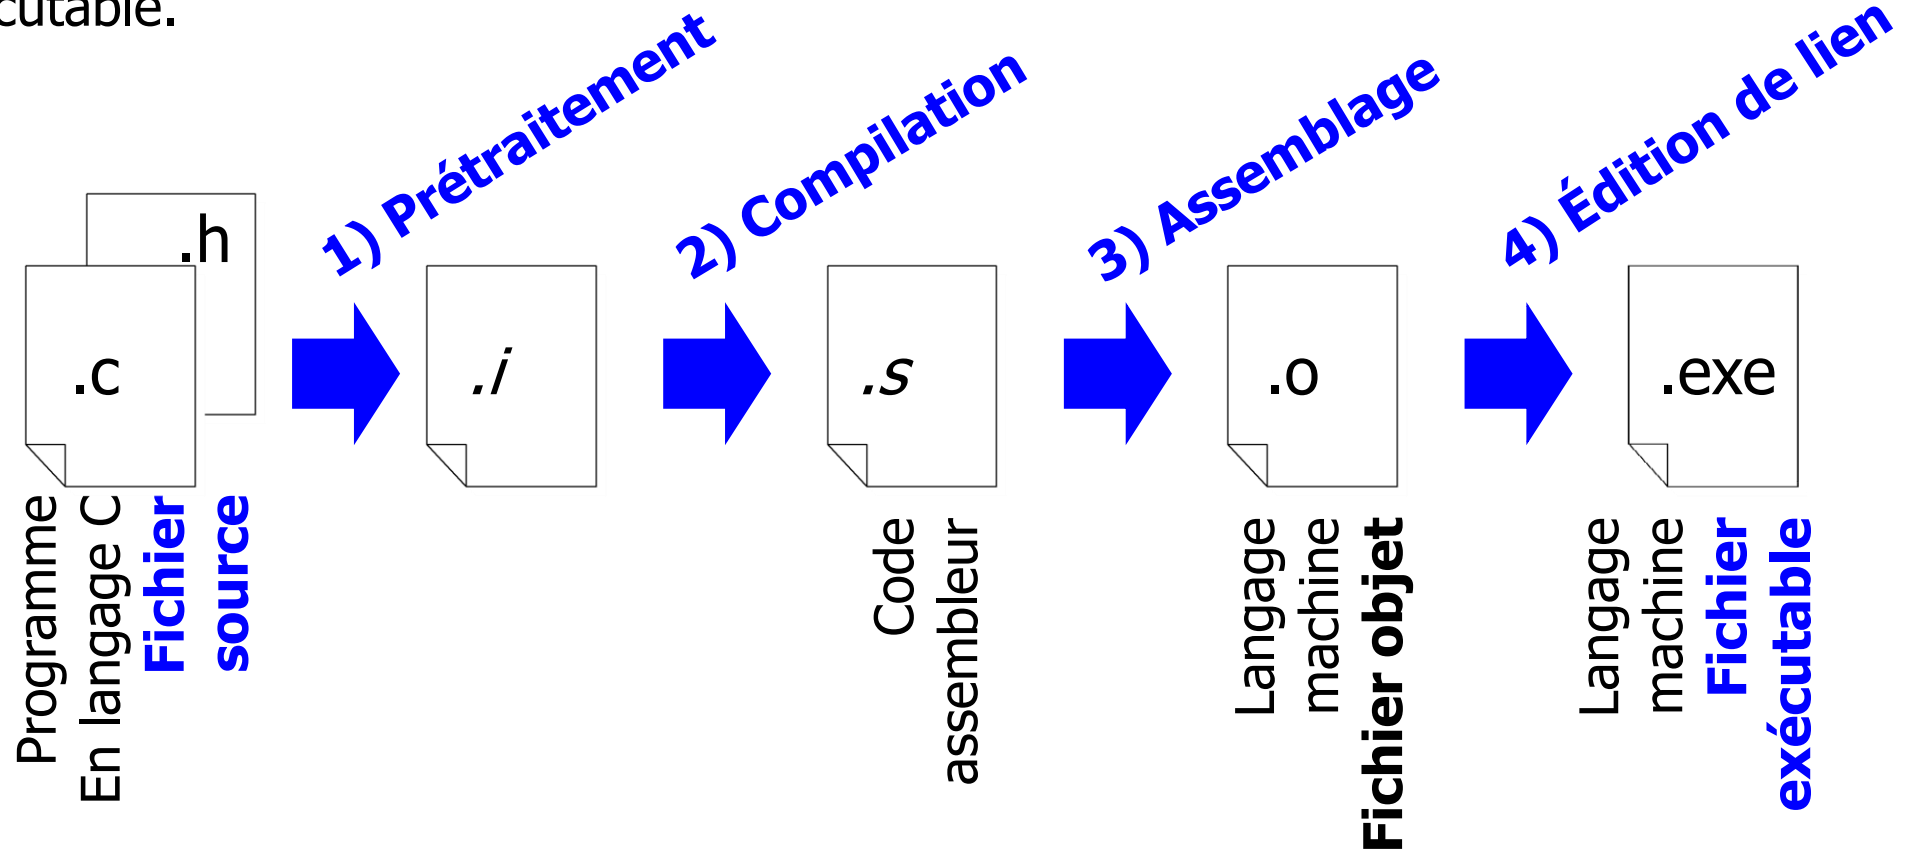 cutable.
1) Prétraitement
2) Compilation
3) Assemblage
4) Édition de lien
.h
.c
.i
.s
.o
.exe
Programme
En langage C
Fichier
source
Code
assembleur
Langage
machine
Fichier objet
Langage
machine
Fichier
exécutable